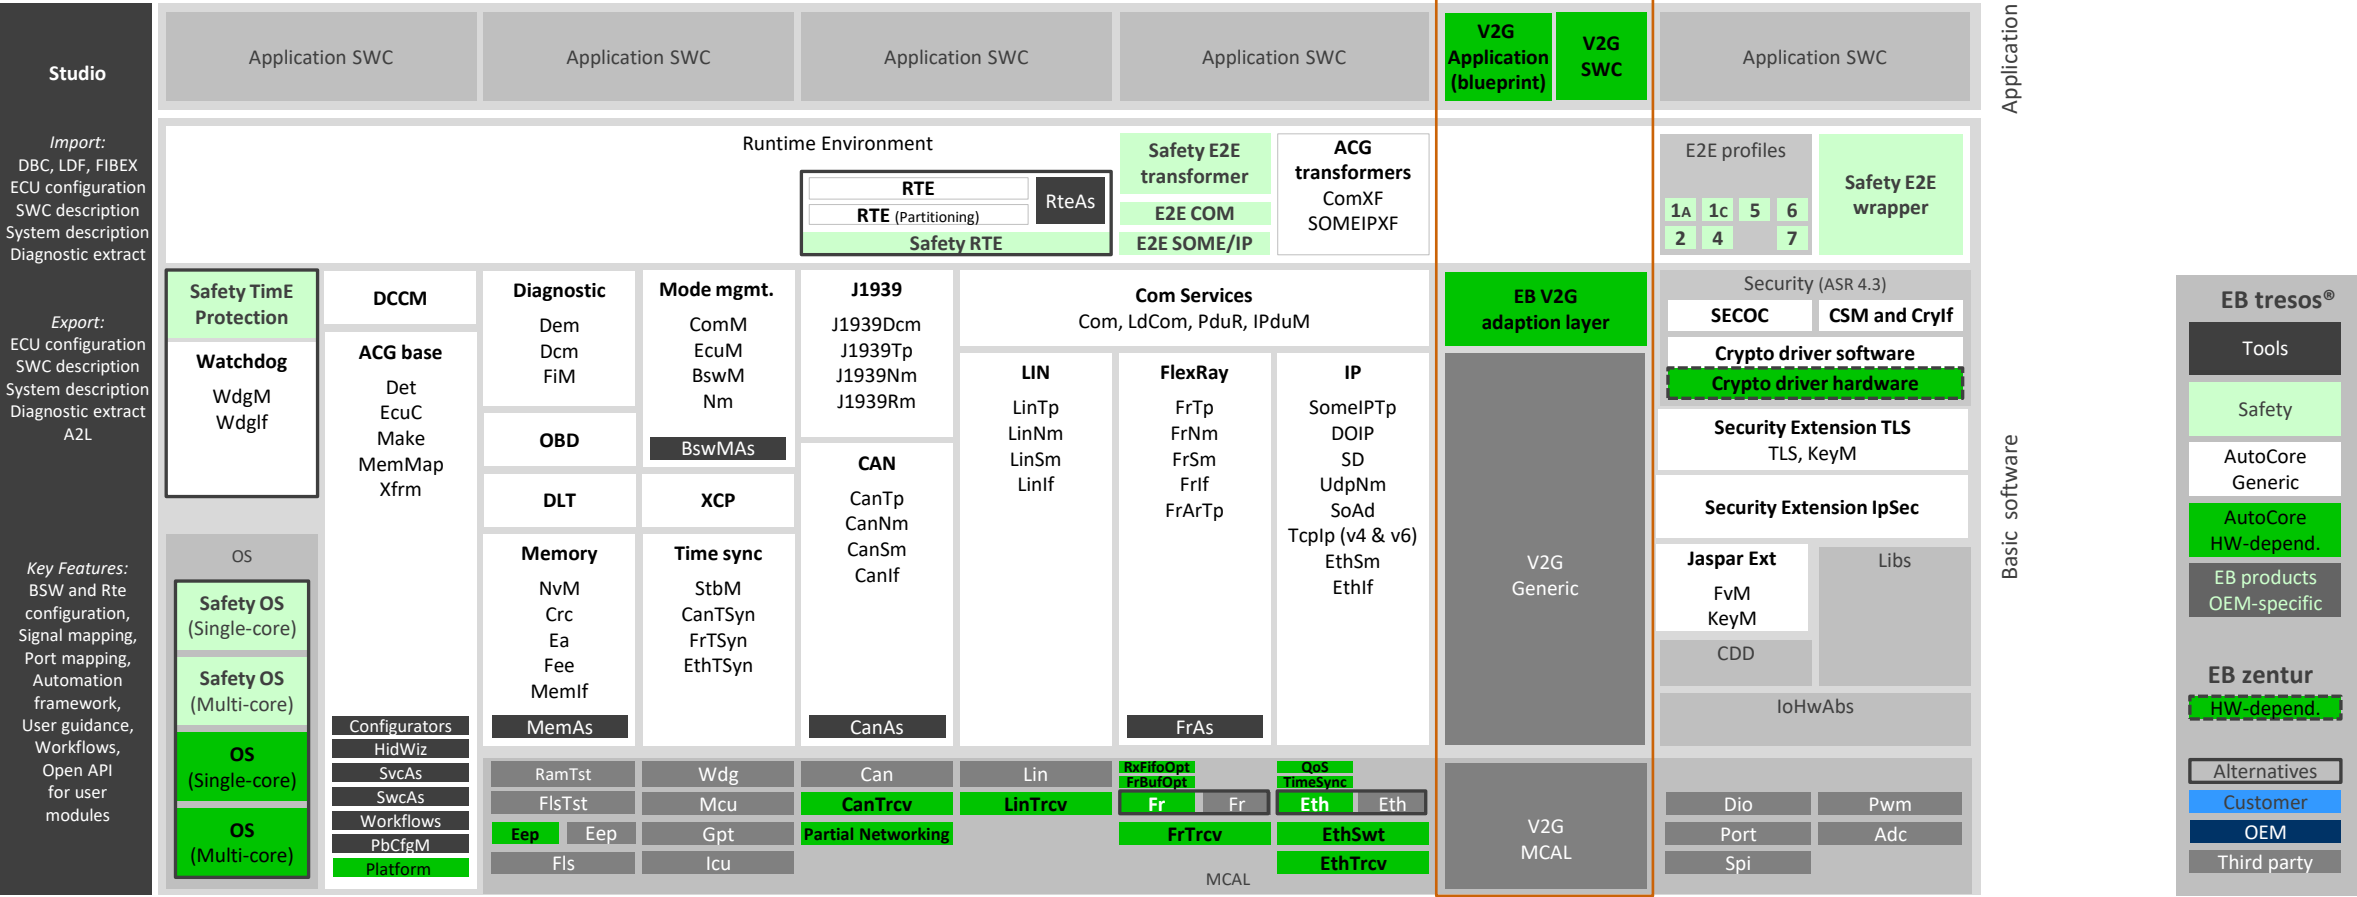 Studio
Import:
DBC, LDF, FIBEX
ECU configuration
SWC description
System description
Diagnostic extract
Export:
ECU configuration
SWC description
System description
Diagnostic extract
A2L
Key Features:
BSW and Rte
configuration,
Signal mapping,
Port mapping,
Automation
framework,
User guidance,
Workflows,
Open API
for user
modules
Application SWC
Application SWC
Application SWC
Application SWC
V2G
Application
(blueprint)
V2G
SWC
Application SWC
Application
Runtime Environment
RTE
RTE (Partitioning)
RteAs
Safety RTE
Safety E2E
transformer
E2E COM
E2E SOME/IP
ACG
transformers
ComXF
SOMEIPXF
E2E profiles
1A 1C 5 6
2 4 7
Safety E2E
wrapper
Safety TimE
Protection
Watchdog
WdgM
WdgIf
OS
Safety OS
(Single-core)
Safety OS
(Multi-core)
OS
(Single-core)
OS
(Multi-core)
DCCM
ACG base
Det
EcuC
Make
MemMap
Xfrm
Configurators
HidWiz
SvcAs
SwcAs
Workflows
PbCfgM
Platform
Diagnostic
Dem
Dcm
FiM
OBD
DLT
Memory
NvM
Crc
Ea
Fee
MemIf
MemAs
Mode mgmt.
ComM
EcuM
BswM
Nm
BswMAs
XCP
Time sync
StbM
CanTSyn
FrTSyn
EthTSyn
J1939
J1939Dcm
J1939Tp
J1939Nm
J1939Rm
CAN
CanTp
CanNm
CanSm
CanIf
CanAs
Com Services
Com, LdCom, PduR, IPduM
LIN
LinTp
LinNm
LinSm
LinIf
FlexRay
FrTp
FrNm
FrSm
FrIf
FrArTp
FrAs
IP
SomeIPTp
DOIP
SD
UdpNm
SoAd
TcpIp (v4 & v6)
EthSm
EthIf
EB V2G
adaption layer
V2G
Generic
V2G
MCAL
Security (ASR 4.3)
SECOC
CSM and CryIf
Crypto driver software
Crypto driver hardware
Security Extension TLS
TLS, KeyM
Security Extension IpSec
Jaspar Ext
FvM
KeyM
Libs
CDD
IoHwAbs
Basic software
RamTst
FlsTst
Eep
Eep
Fls
Wdg
Mcu
Gpt
Icu
Can
CanTrcv
Partial Networking
Lin
LinTrcv
RxFifoOpt
FrBufOpt
Fr
Fr
FrTrcv
QoS
TimeSync
Eth
Eth
EthSwt
EthTrcv
MCAL
Dio
Port
Spi
Pwm
Adc
EB tresos®
Tools
Safety
AutoCore
Generic
AutoCore
HW-depend.
EB products
OEM-specific
EB zentur
HW-depend.
Alternatives
Customer
OEM
Third party